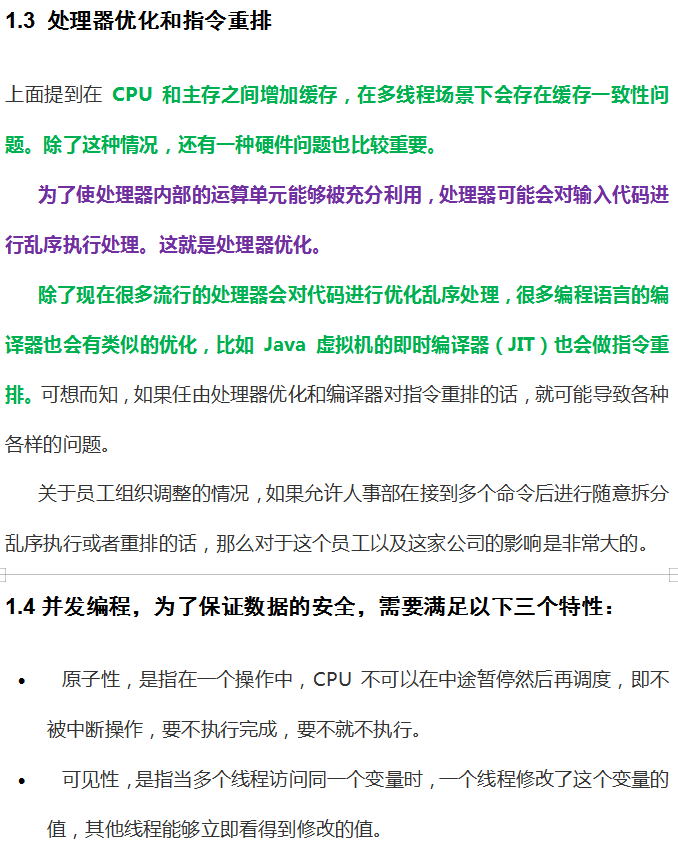 1.3 处理器优化和指令重排
上面提到在 CPU 和主存之间增加缓存，在多线程场景下会存在缓存一致性问
题。除了这种情况，还有一种硬件问题也比较重要。
为了使处理器内部的运算单元能够被充分利用，处理器可能会对输入代码进
行乱序执行处理。这就是处理器优化。
除了现在很多流行的处理器会对代码进行优化乱序处理，很多编程语言的编
译器也会有类似的优化，比如 Java 虚拟机的即时编译器（JIT）也会做指令重
排。可想而知，如果任由处理器优化和编译器对指令重排的话，就可能导致各种
各样的问题。
关于员工组织调整的情况，如果允许人事部在接到多个命令后进行随意拆分
乱序执行或者重排的话，那么对于这个员工以及这家公司的影响是非常大的。
1.4 并发编程，为了保证数据的安全，需要满足以下三个特性：
• 原子性，是指在一个操作中，CPU 不可以在中途暂停然后再调度，即不
被中断操作，要不执行完成，要不就不执行。
• 可见性，是指当多个线程访问同一个变量时，一个线程修改了这个变量的
值，其他线程能够立即看得到修改的值。